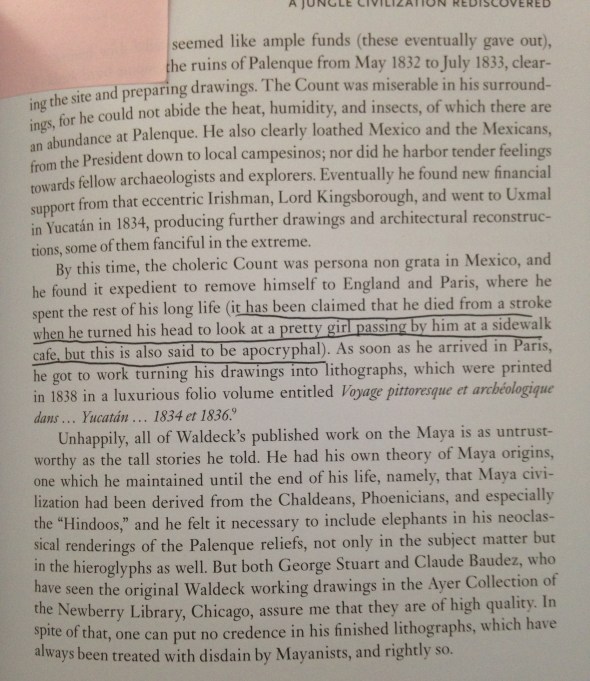 A JUNGLE CIVILIZATION REDISCOVERED
seemed like ample funds (these eventually gave out),
the ruins of Palenque from May 1832 to July 1833, clear-
ing the site and preparing drawings. The Count was miserable in his surround-
ings, for he could not abide the heat, humidity, and insects, of which there are
an abundance at Palenque. He also clearly loathed Mexico and the Mexicans,
from the President down to local campesinos; nor did he harbor tender feelings
towards fellow archaeologists and explorers. Eventually he found new financial
support from that eccentric Irishman, Lord Kingsborough, and went to Uxmal
in Yucatán in 1834, producing further drawings and architectural reconstruc-
tions, some of them fanciful in the extreme.
By this time, the choleric Count was persona non grata in Mexico, and
he found it expedient to remove himself to England and Paris, where he
spent the rest of his long life (it has been claimed that he died from a stroke
when he turned his head to look at a pretty girl passing by him at a sidewalk
cafe, but this is also said to be apocryphal). As soon as he arrived in Paris,
he got to work turning his drawings into lithographs, which were printed
in 1838 in a luxurious folio volume entitled Voyage pittoresque et archéologique
dans … Yucatán … 1834 et 1836.⁹
Unhappily, all of Waldeck's published work on the Maya is as untrust-
worthy as the tall stories he told. He had his own theory of Maya origins,
one which he maintained until the end of his life, namely, that Maya civi-
lization had been derived from the Chaldeans, Phoenicians, and especially
the “Hindoos,” and he felt it necessary to include elephants in his neoclas-
sical renderings of the Palenque reliefs, not only in the subject matter but
in the hieroglyphs as well. But both George Stuart and Claude Baudez, who
have seen the original Waldeck working drawings in the Ayer Collection of
the Newberry Library, Chicago, assure me that they are of high quality. In
spite of that, one can put no credence in his finished lithographs, which have
always been treated with disdain by Mayanists, and rightly so.